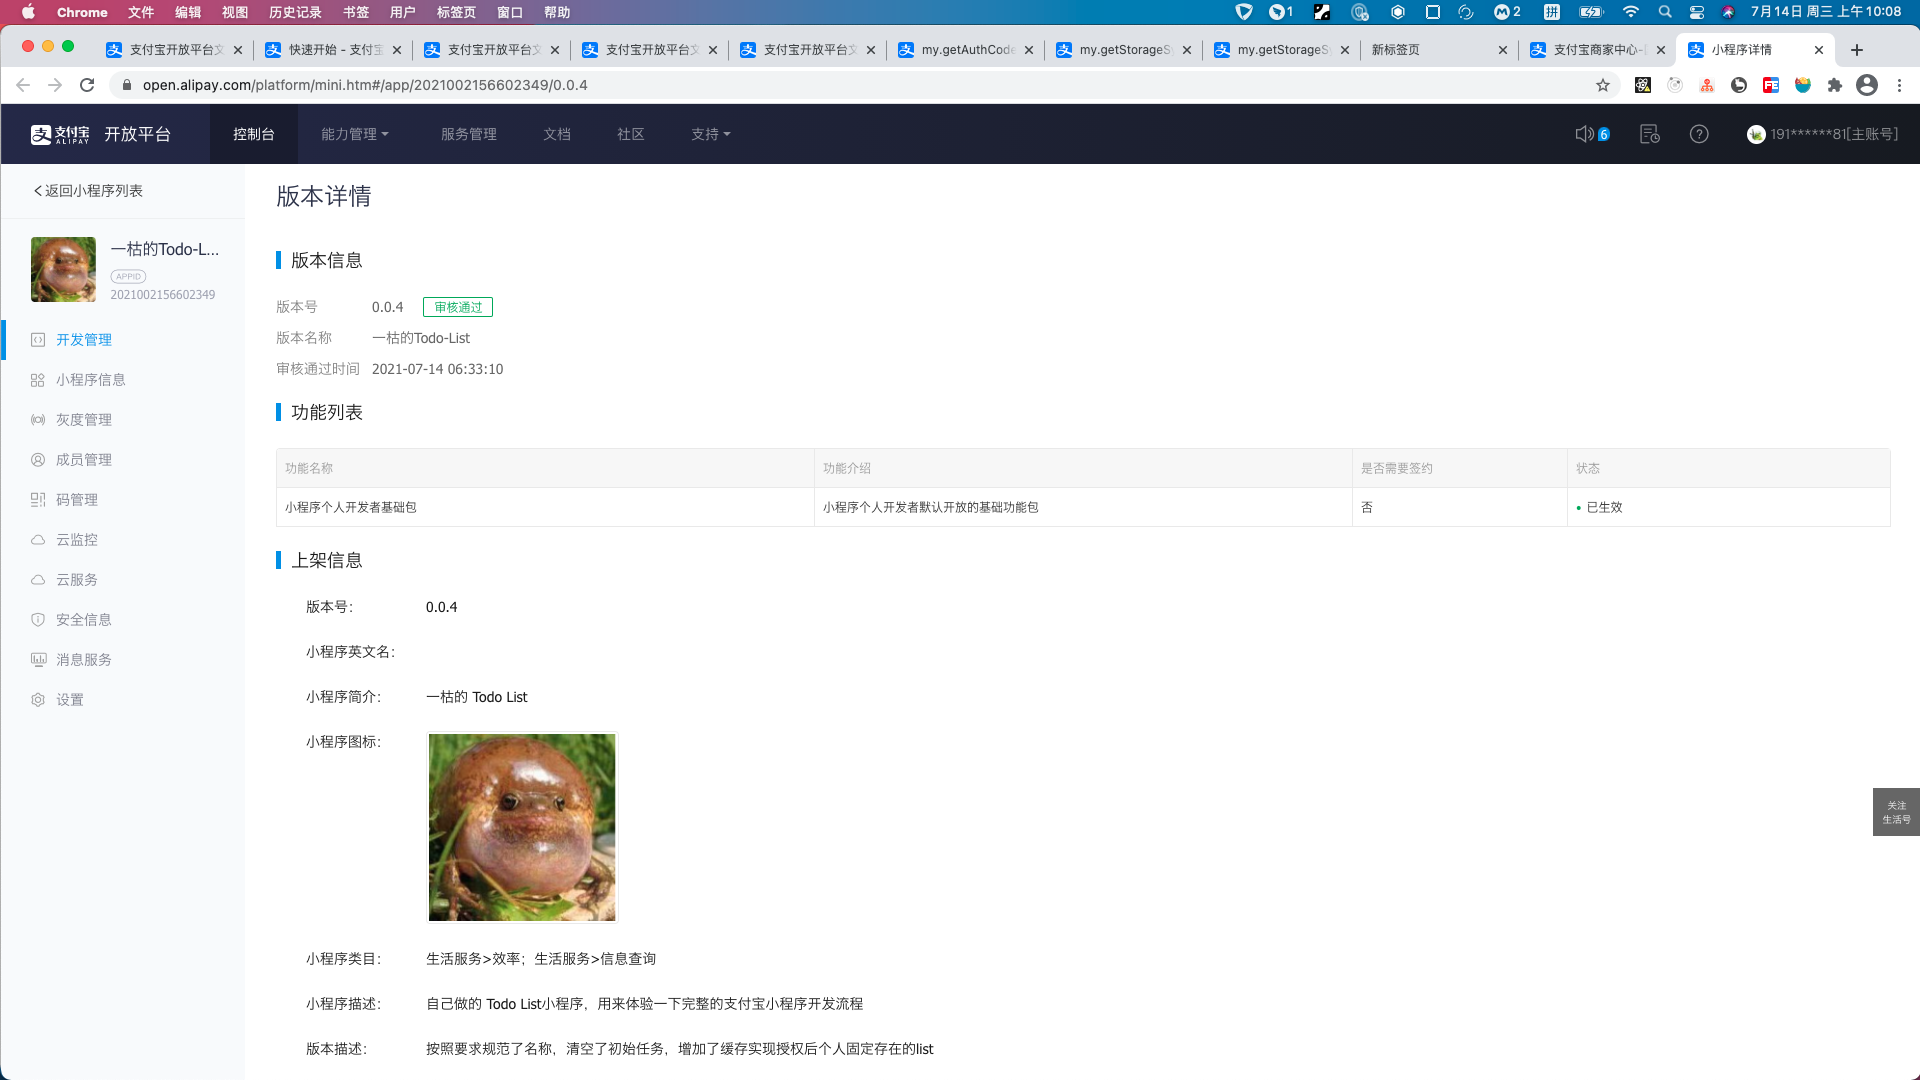 Chrome 文件 编辑 视图 历史记录 书签 用户 标签页 窗口 帮助 1 2 拼 7月14日 周三 上午10:08
支付宝开放平台文 快速开始 - 支付宝 支付宝开放平台文 支付宝开放平台文 支付宝开放平台文 my.getAuthCode my.getStorageSy my.getStorageSy 新标签页 支付宝商家中心- 小程序详情
open.alipay.com/platform/mini.htm#/app/2021002156602349/0.0.4
支付宝 ALIPAY 开放平台 控制台 能力管理 服务管理 文档 社区 支持 6 191******81[主账号]
返回小程序列表
一枯的Todo-L...
APPID
2021002156602349
开发管理
小程序信息
灰度管理
成员管理
码管理
云监控
云服务
安全信息
消息服务
设置
版本详情
版本信息
版本号 0.0.4 审核通过
版本名称 一枯的Todo-List
审核通过时间 2021-07-14 06:33:10
功能列表
功能名称 功能介绍 是否需要签约 状态
小程序个人开发者基础包 小程序个人开发者默认开放的基础功能包 否 已生效
上架信息
版本号： 0.0.4
小程序英文名：
小程序简介： 一枯的 Todo List
小程序图标：
小程序类目： 生活服务>效率；生活服务>信息查询
小程序描述： 自己做的 Todo List小程序，用来体验一下完整的支付宝小程序开发流程
版本描述： 按照要求规范了名称，清空了初始任务，增加了缓存实现授权后个人固定存在的list
关注
生活号